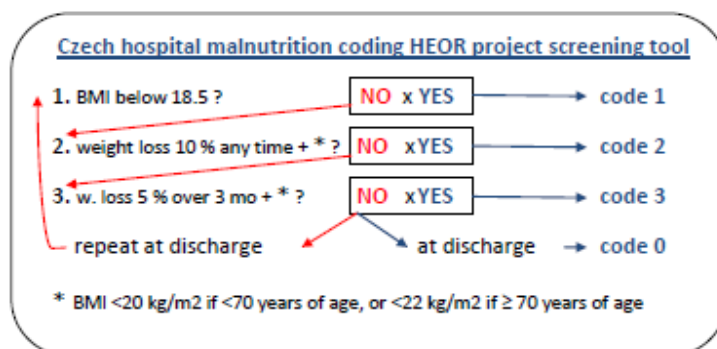 Czech hospital malnutrition coding HEOR project screening tool
1. BMI below 18.5 ? NO x YES code 1
2. weight loss 10 % any time + * ? NO xYES code 2
3. w. loss 5 % over 3 mo + * ? NO xYES code 3
repeat at discharge at discharge code 0
* BMI <20 kg/m2 if <70 years of age, or <22 kg/m2 if ≥ 70 years of age